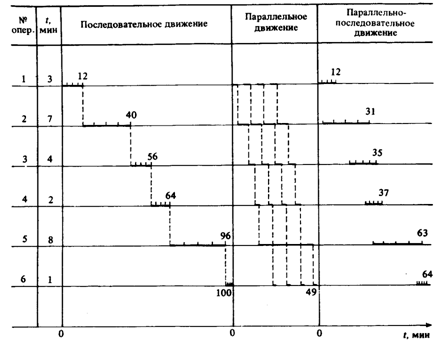 № опер.
t, мин
Последовательное движение
Параллельное движение
Параллельно-последовательное движение
1 3 12 12
2 7 40 31
3 4 56 35
4 2 64 37
5 8 96 63
6 1 100 49 64
0 0 0 t, мин